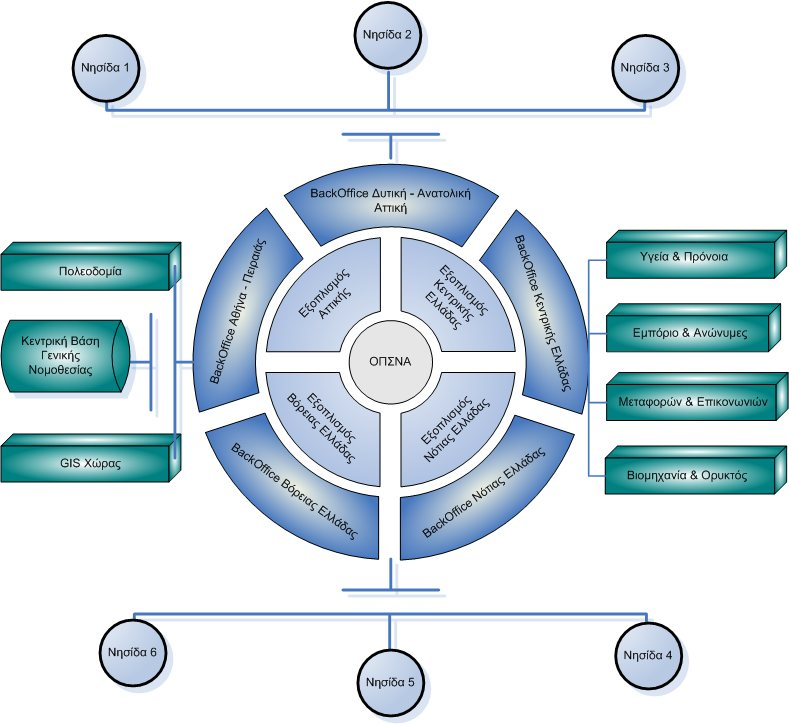 Νησίδα 1
Νησίδα 2
Νησίδα 3
BackOffice Δυτική - Ανατολική
Αττική
BackOffice Αθήνα - Πειραιάς
BackOffice Κεντρικής Ελλάδας
Εξοπλισμός
Αττικής
Εξοπλισμός
Κεντρικής
Ελλάδας
ΟΠΣΝΑ
Εξοπλισμός
Βόρειας Ελλάδας
Εξοπλισμός
Νότιας Ελλάδας
BackOffice Βόρειας Ελλάδας
BackOffice Νότιας Ελλάδας
Πολεοδομία
Κεντρική Βάση
Γενικής
Νομοθεσίας
GIS Χώρας
Υγεία & Πρόνοια
Εμπόριο & Ανώνυμες
Μεταφορών & Επικονωνιών
Βιομηχανία & Ορυκτός
Νησίδα 6
Νησίδα 5
Νησίδα 4